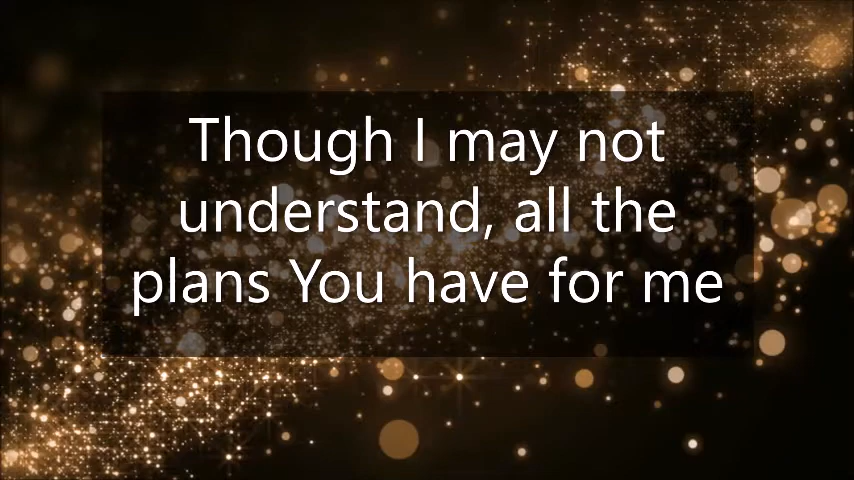 Though I may not
understand, all the
plans You have for me